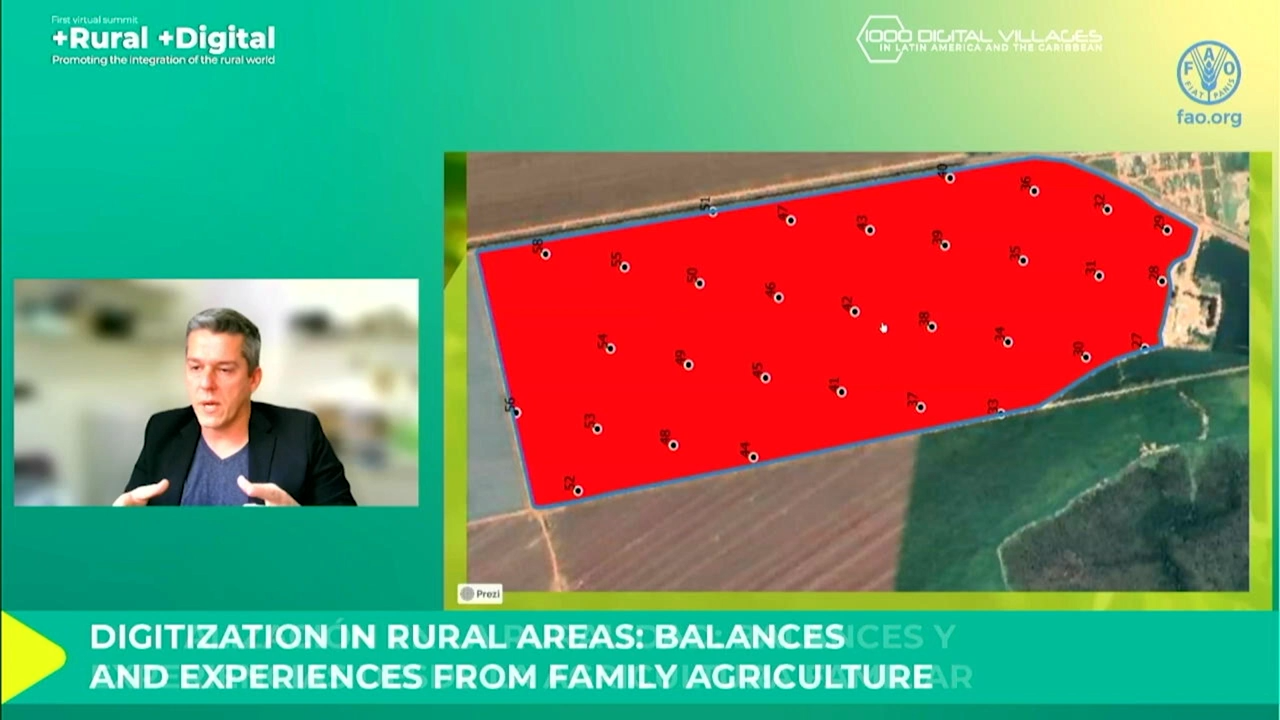 First virtual summit
+Rural +Digital
Promoting the integration of the rural world
1000 DIGITAL VILLAGES
IN LATIN AMERICA AND THE CARIBBEAN
F A O
FIAT PANIS
fao.org
40
36
51
47
32
43
29
58
39
55
35
50
31
28
46
42
38
34
54
27
30
49
45
41
56
37
33
53
48
44
52
Prezi
DIGITIZATION IN RURAL AREAS: BALANCES
AND EXPERIENCES FROM FAMILY AGRICULTURE